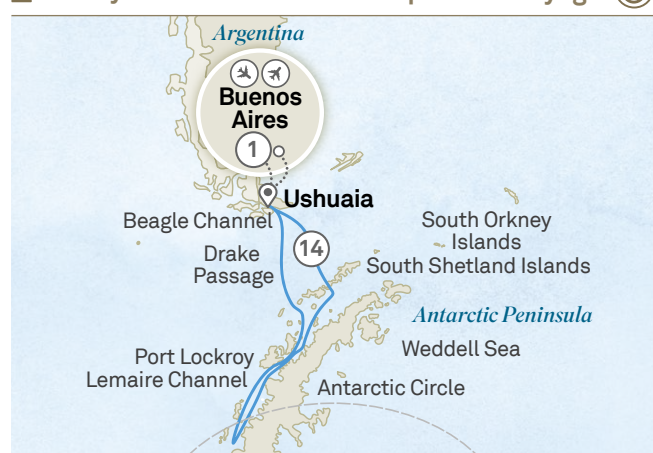 Argentina
Buenos
Aires
1
Ushuaia
Beagle Channel
14
Drake
Passage
South Orkney
Islands
South Shetland Islands
Antarctic Peninsula
Weddell Sea
Port Lockroy
Lemaire Channel
Antarctic Circle